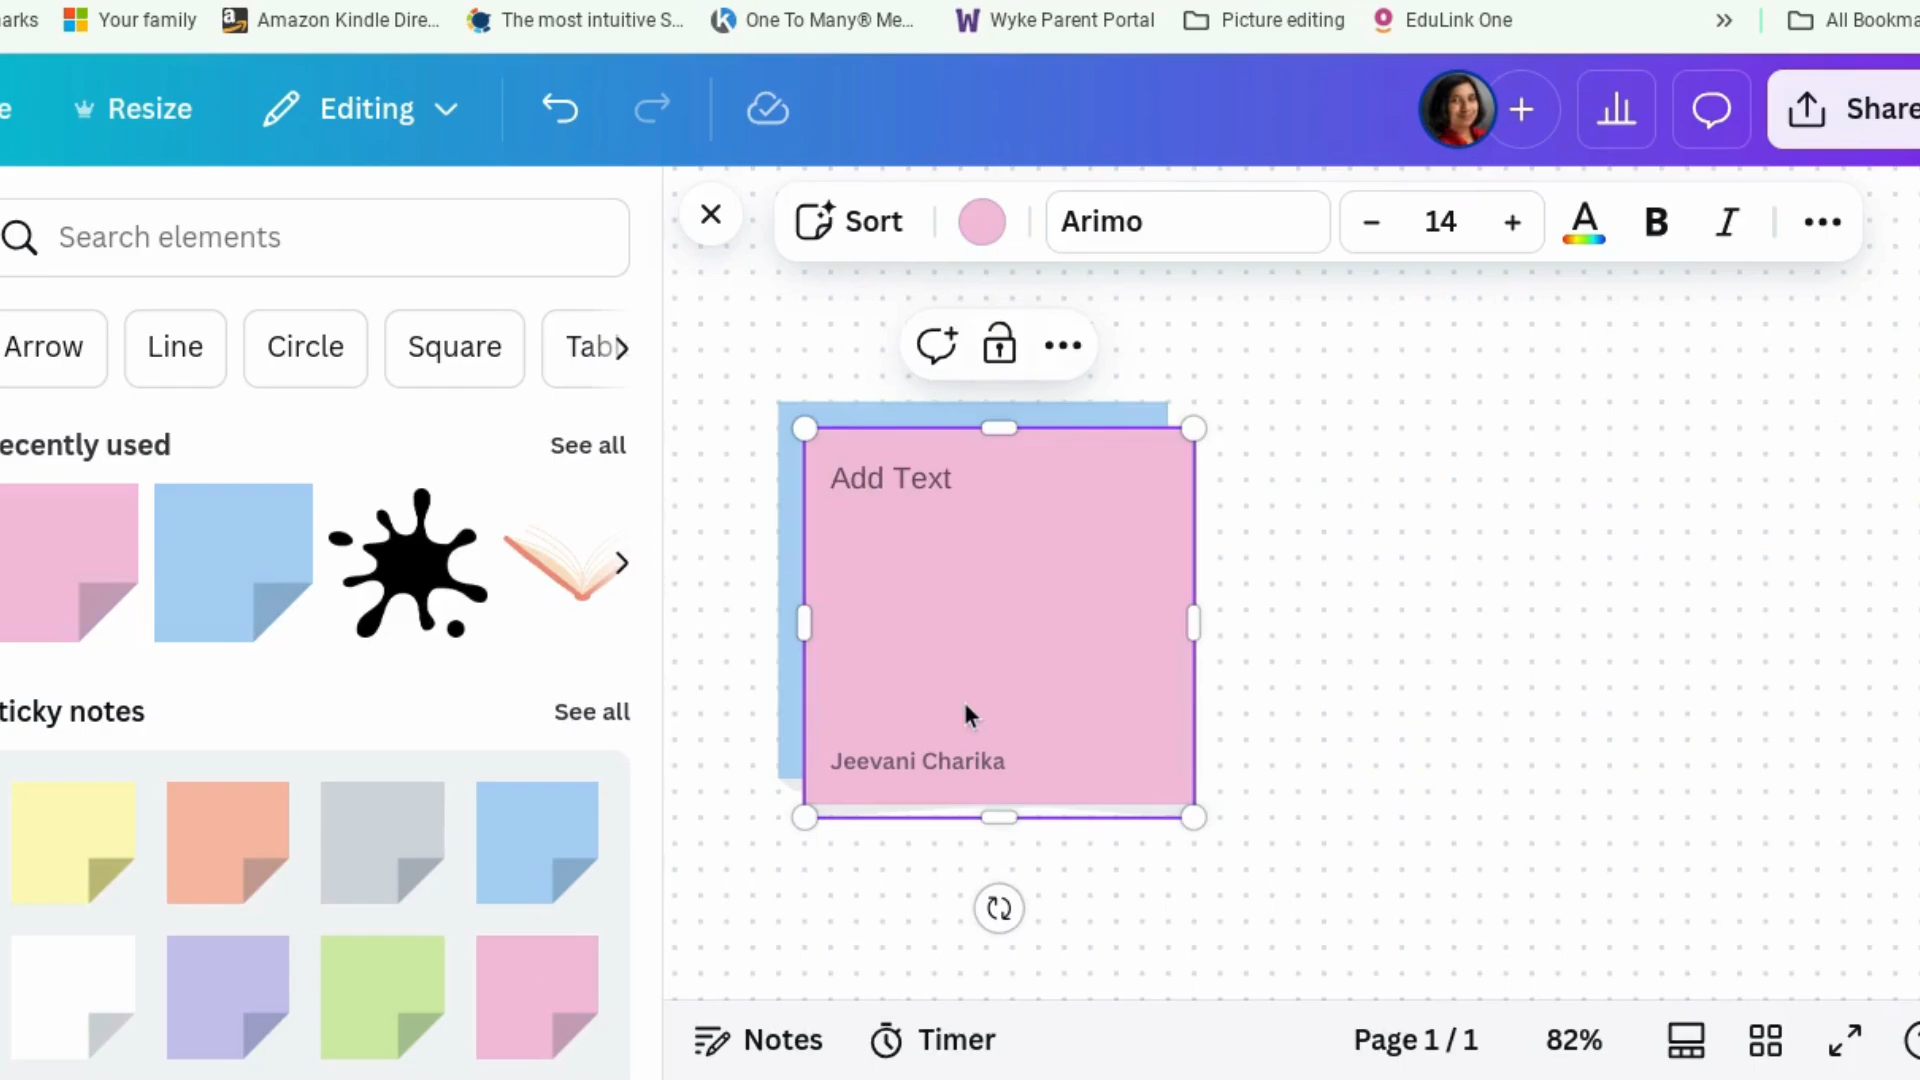 arks Your family Amazon Kindle Dire... The most intuitive S... One To Many® Me... Wyke Parent Portal Picture editing EduLink One All Bookma
e Resize Editing Share
Search elements
Sort Arimo 14 A B I
Arrow Line Circle Square Tab
ecently used See all
Add Text
ticky notes See all
Jeevani Charika
Notes Timer Page 1 / 1 82%